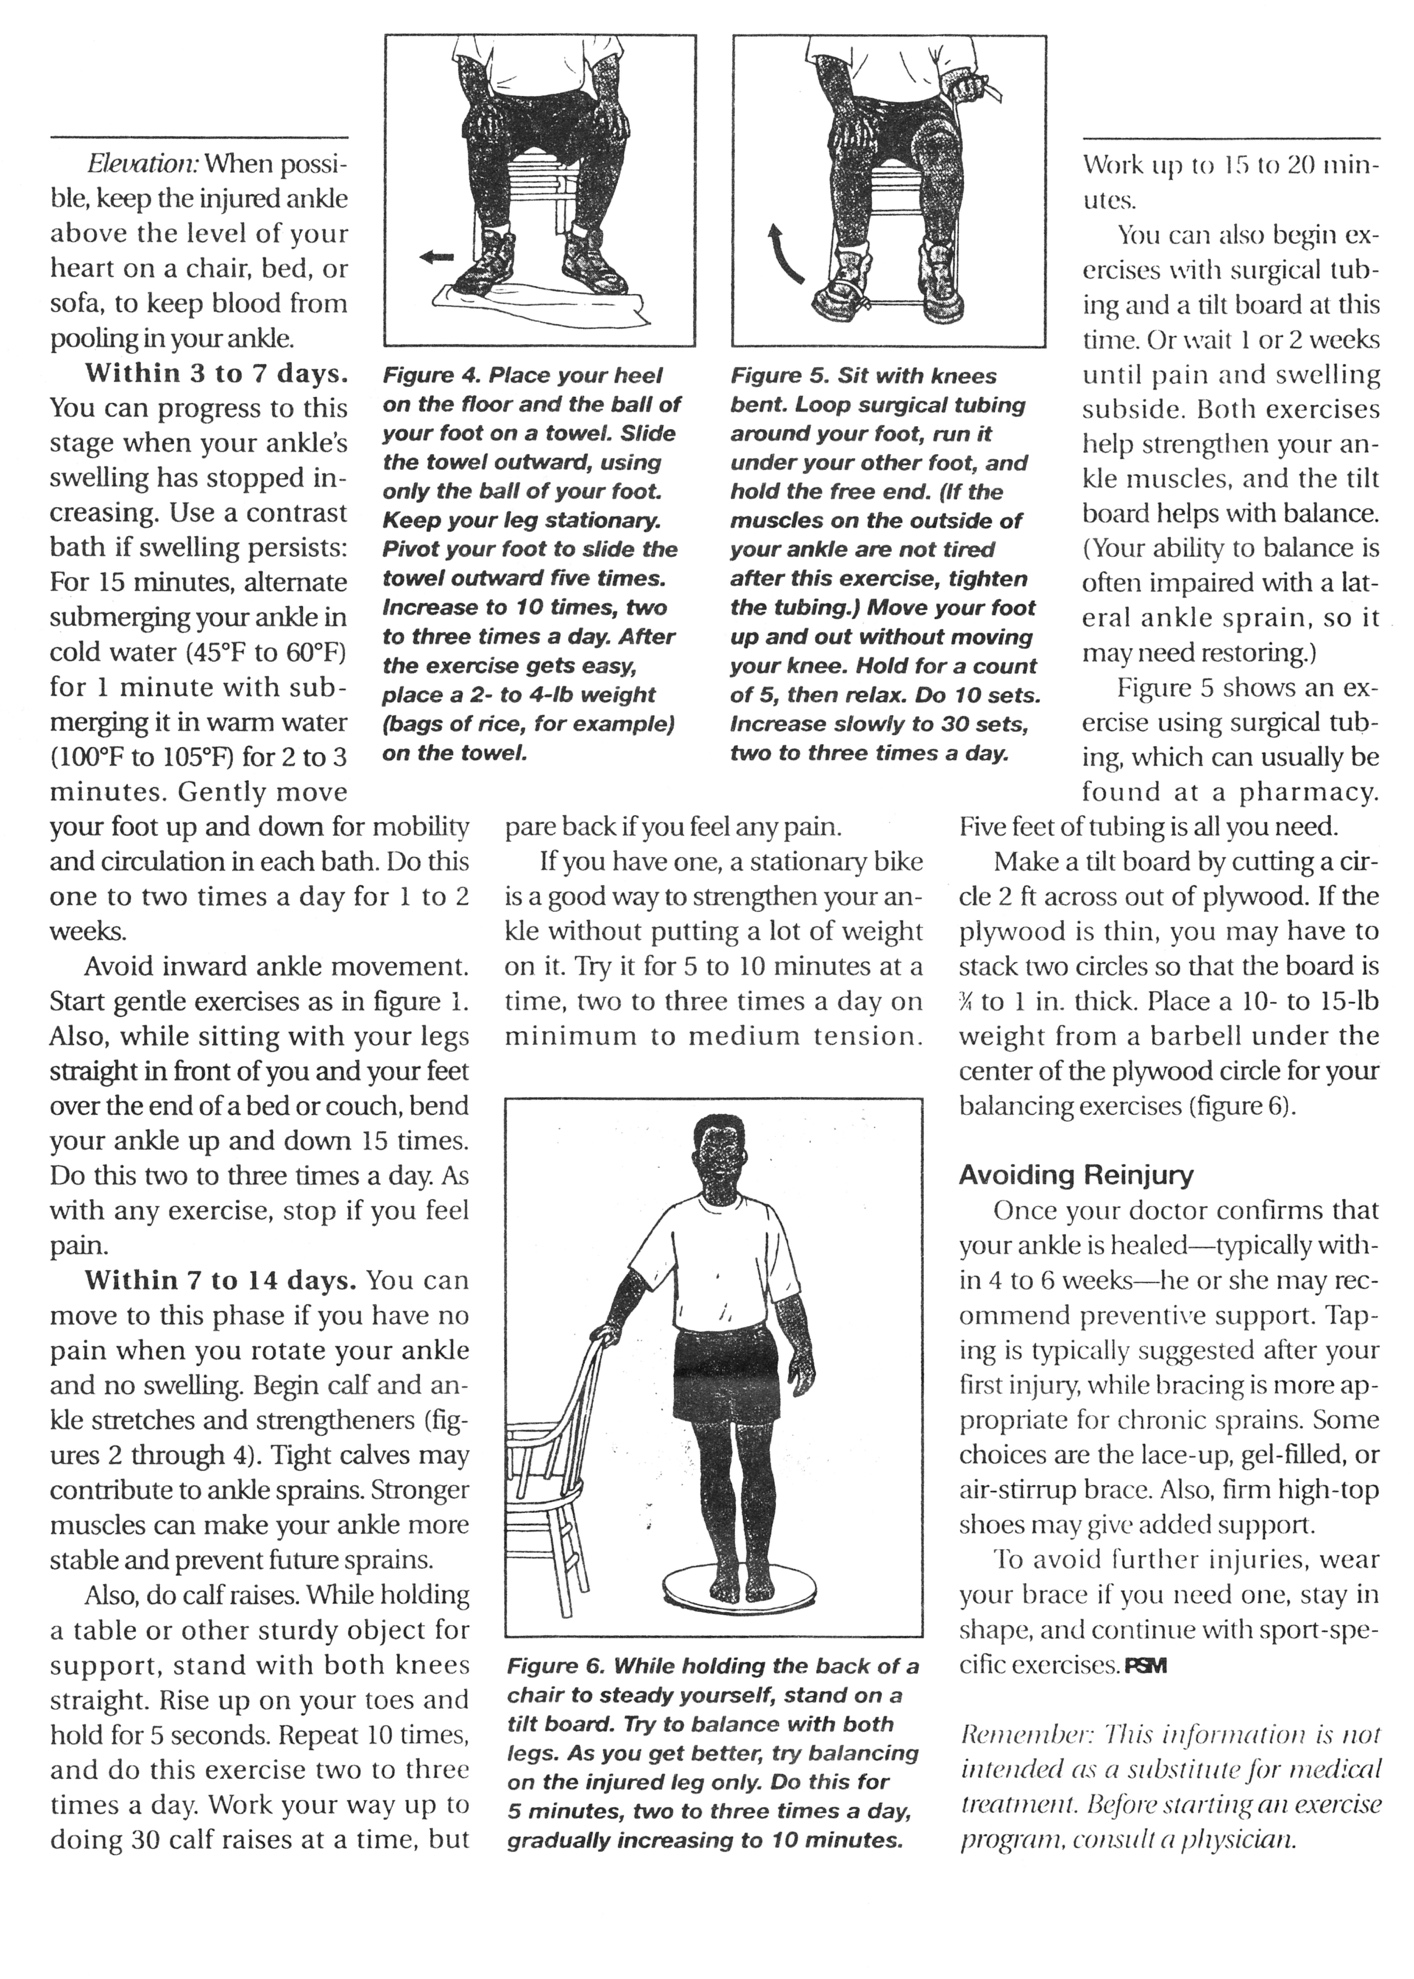 Elevation: When possi-
ble, keep the injured ankle
above the level of your
heart on a chair, bed, or
sofa, to keep blood from
pooling in your ankle.
Within 3 to 7 days.
You can progress to this
stage when your ankle's
swelling has stopped in-
creasing. Use a contrast
bath if swelling persists:
For 15 minutes, alternate
submerging your ankle in
cold water (45°F to 60°F)
for 1 minute with sub-
merging it in warm water
(100°F to 105°F) for 2 to 3
minutes. Gently move
your foot up and down for mobility
and circulation in each bath. Do this
one to two times a day for 1 to 2
weeks.
Avoid inward ankle movement.
Start gentle exercises as in figure 1.
Also, while sitting with your legs
straight in front of you and your feet
over the end of a bed or couch, bend
your ankle up and down 15 times.
Do this two to three times a day. As
with any exercise, stop if you feel
pain.
Within 7 to 14 days. You can
move to this phase if you have no
pain when you rotate your ankle
and no swelling. Begin calf and an-
kle stretches and strengtheners (fig-
ures 2 through 4). Tight calves may
contribute to ankle sprains. Stronger
muscles can make your ankle more
stable and prevent future sprains.
Also, do calf raises. While holding
a table or other sturdy object for
support, stand with both knees
straight. Rise up on your toes and
hold for 5 seconds. Repeat 10 times,
and do this exercise two to three
times a day. Work your way up to
doing 30 calf raises at a time, but
Figure 4. Place your heel
on the floor and the ball of
your foot on a towel. Slide
the towel outward, using
only the ball of your foot.
Keep your leg stationary.
Pivot your foot to slide the
towel outward five times.
Increase to 10 times, two
to three times a day. After
the exercise gets easy,
place a 2- to 4-lb weight
(bags of rice, for example)
on the towel.
Figure 5. Sit with knees
bent. Loop surgical tubing
around your foot, run it
under your other foot, and
hold the free end. (If the
muscles on the outside of
your ankle are not tired
after this exercise, tighten
the tubing.) Move your foot
up and out without moving
your knee. Hold for a count
of 5, then relax. Do 10 sets.
Increase slowly to 30 sets,
two to three times a day.
pare back if you feel any pain.
If you have one, a stationary bike
is a good way to strengthen your an-
kle without putting a lot of weight
on it. Try it for 5 to 10 minutes at a
time, two to three times a day on
minimum to medium tension.
Figure 6. While holding the back of a
chair to steady yourself, stand on a
tilt board. Try to balance with both
legs. As you get better, try balancing
on the injured leg only. Do this for
5 minutes, two to three times a day,
gradually increasing to 10 minutes.
Work up to 15 to 20 min-
utes.
You can also begin ex-
ercises with surgical tub-
ing and a tilt board at this
time. Or wait 1 or 2 weeks
until pain and swelling
subside. Both exercises
help strengthen your an-
kle muscles, and the tilt
board helps with balance.
(Your ability to balance is
often impaired with a lat-
eral ankle sprain, so it
may need restoring.)
Figure 5 shows an ex-
ercise using surgical tub-
ing, which can usually be
found at a pharmacy.
Five feet of tubing is all you need.
Make a tilt board by cutting a cir-
cle 2 ft across out of plywood. If the
plywood is thin, you may have to
stack two circles so that the board is
¾ to 1 in. thick. Place a 10- to 15-lb
weight from a barbell under the
center of the plywood circle for your
balancing exercises (figure 6).
Avoiding Reinjury
Once your doctor confirms that
your ankle is healed—typically with-
in 4 to 6 weeks—he or she may rec-
ommend preventive support. Tap-
ing is typically suggested after your
first injury, while bracing is more ap-
propriate for chronic sprains. Some
choices are the lace-up, gel-filled, or
air-stirrup brace. Also, firm high-top
shoes may give added support.
To avoid further injuries, wear
your brace if you need one, stay in
shape, and continue with sport-spe-
cific exercises. PSM
Remember: This information is not
intended as a substitute for medical
treatment. Before starting an exercise
program, consult a physician.